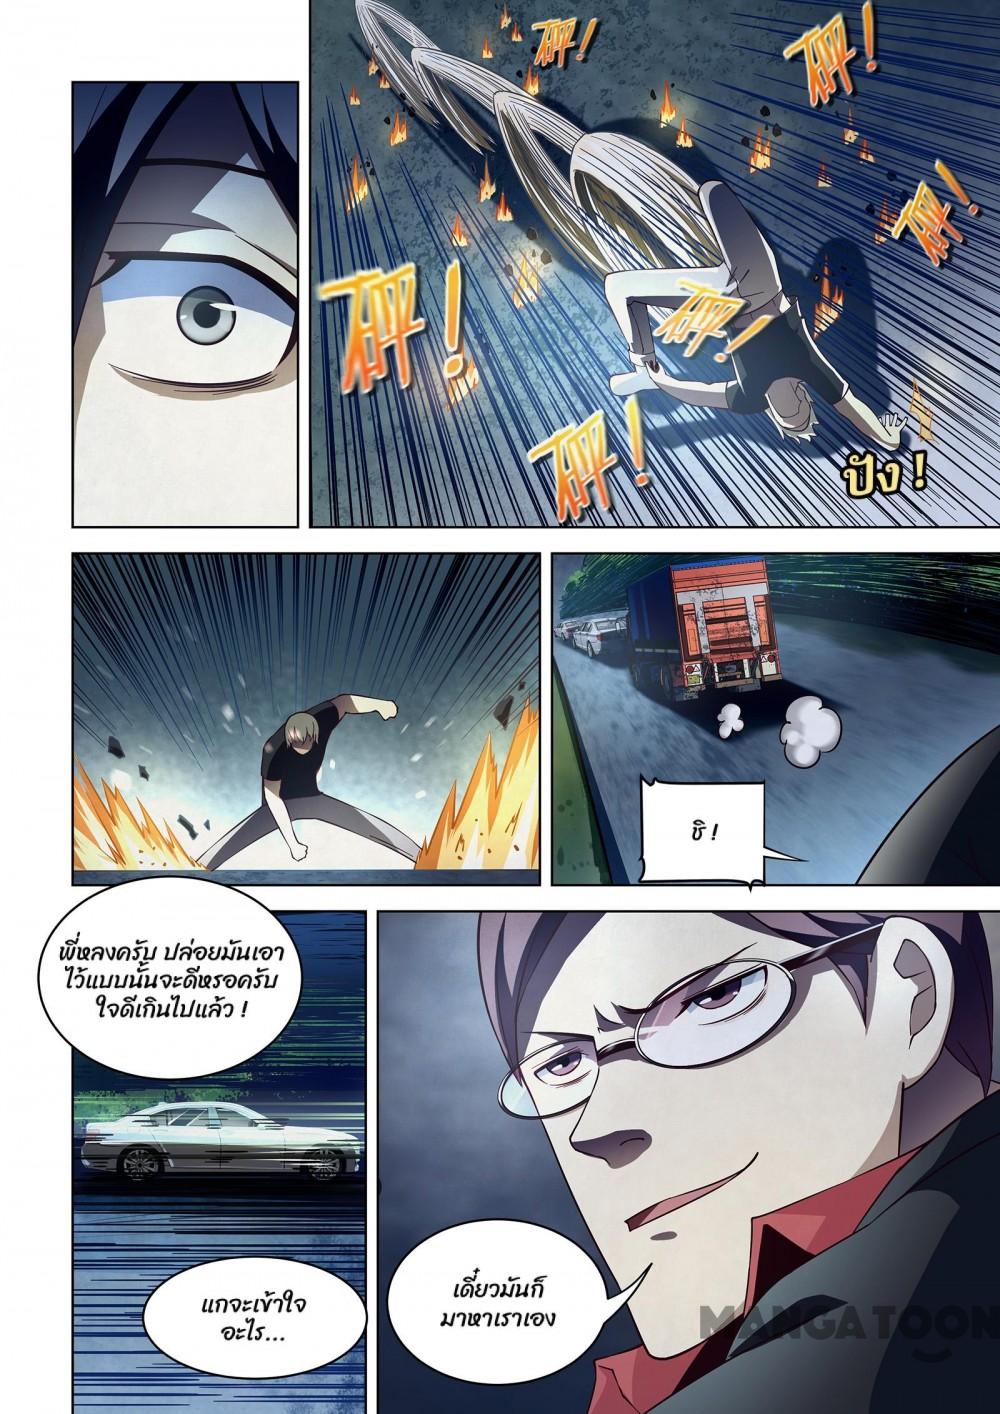 砰！
砰！
砰！
砰！
砰！
砰！
ปัง !
ชิ !
พี่หลงครับ ปล่อยมันเอา
ไว้แบบนั้นจะดีหรอครับ
ใจดีเกินไปแล้ว !
แกจะเข้าใจ
อะไร...
เดี๋ยวมันก็
มาหาเราเอง
MANGATOON